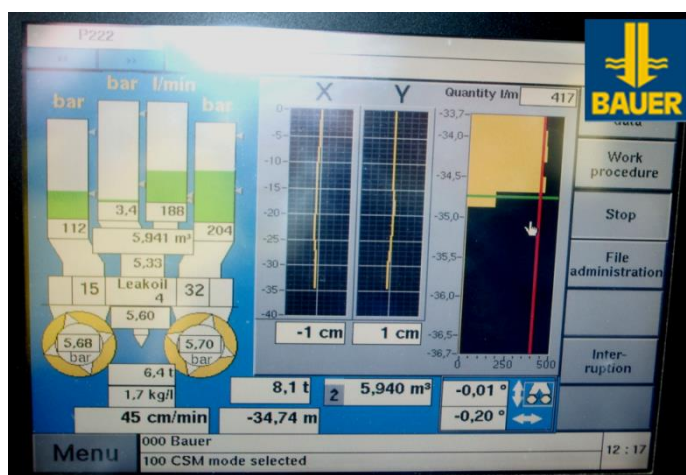 P222
BAUER
bar
bar
l/min
bar
112
3,4
188
204
5,941 m³
5,33
15
Leakoil
4
32
5,60
5,68
bar
5,70
bar
6,4 t
1,7 kg/l
45 cm/min
8,1 t
-34,74 m
2
5,940 m³
-0,01 °
-0,20 °
X
Y
0
-5
-10
-15
-20
-25
-30
-35
-40
-1 cm
1 cm
Quantity l/m
417
-33,7
-34,0
-34,5
-35,0
-35,5
-36,0
-36,5
-36,7
0
250
500
data
Work
procedure
Stop
File
administration
Inter-
ruption
Menu
000 Bauer
100 CSM mode selected
12 : 17